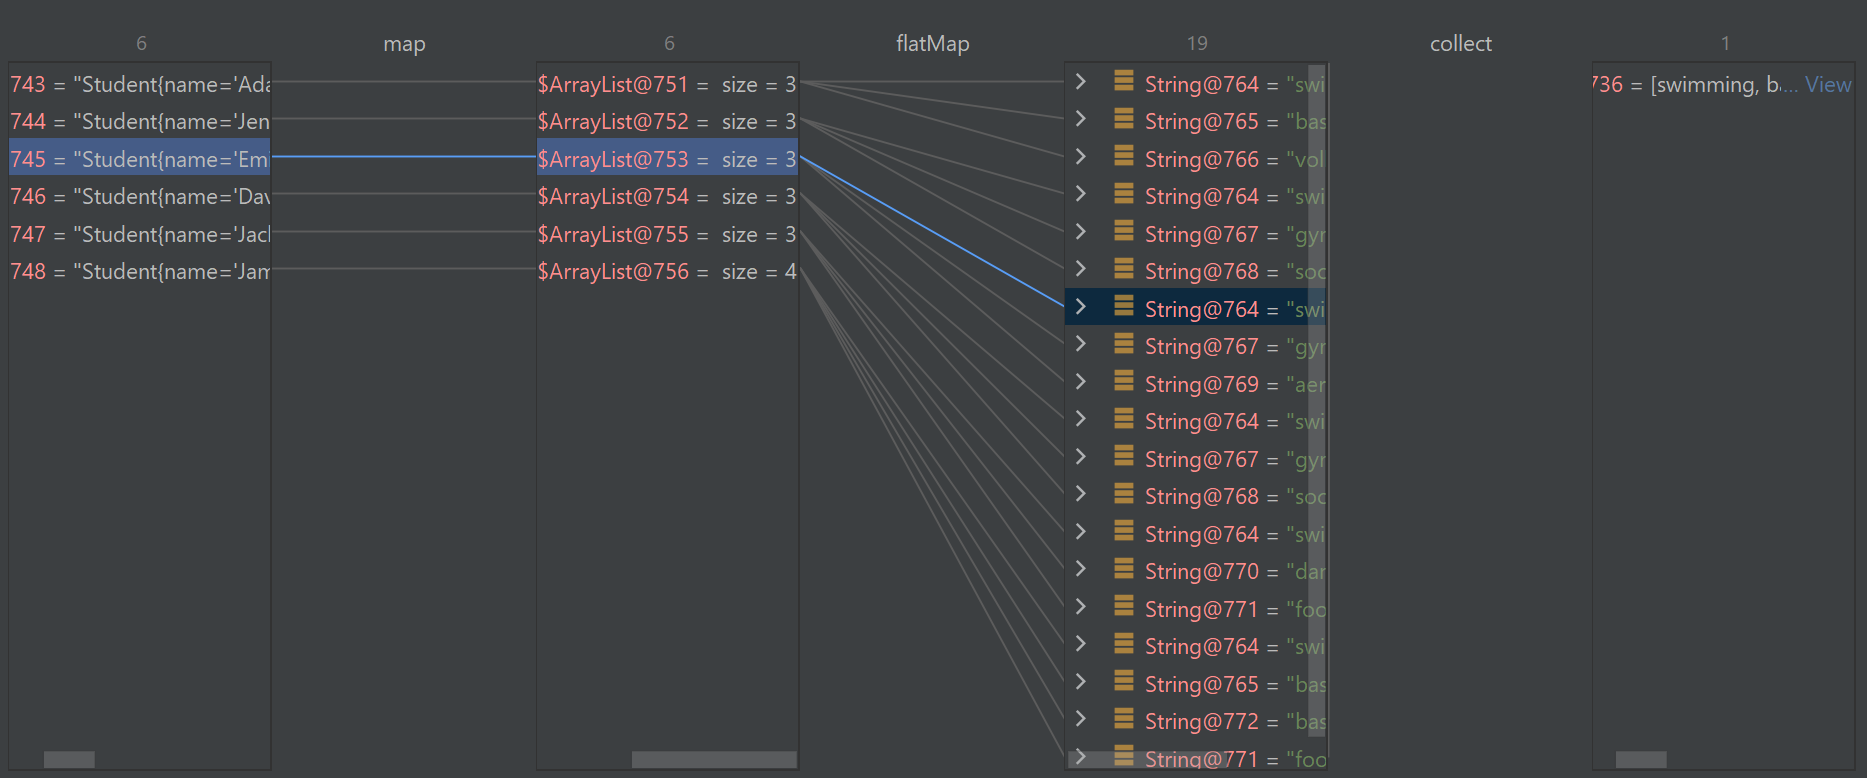 6 map 6 flatMap 19 collect 1
743 = "Student{name='Ada
744 = "Student{name='Jen
745 = "Student{name='Emi
746 = "Student{name='Dav
747 = "Student{name='Jacl
748 = "Student{name='Jam
$ArrayList@751 = size = 3
$ArrayList@752 = size = 3
$ArrayList@753 = size = 3
$ArrayList@754 = size = 3
$ArrayList@755 = size = 3
$ArrayList@756 = size = 4
String@764 = "swi
String@765 = "bas
String@766 = "vol
String@764 = "swi
String@767 = "gyr
String@768 = "soc
String@764 = "swi
String@767 = "gyr
String@769 = "aer
String@764 = "swi
String@767 = "gyr
String@768 = "soc
String@764 = "swi
String@770 = "dar
String@771 = "foo
String@764 = "swi
String@765 = "bas
String@772 = "bas
String@771 = "foo
736 = [swimming, ba... View